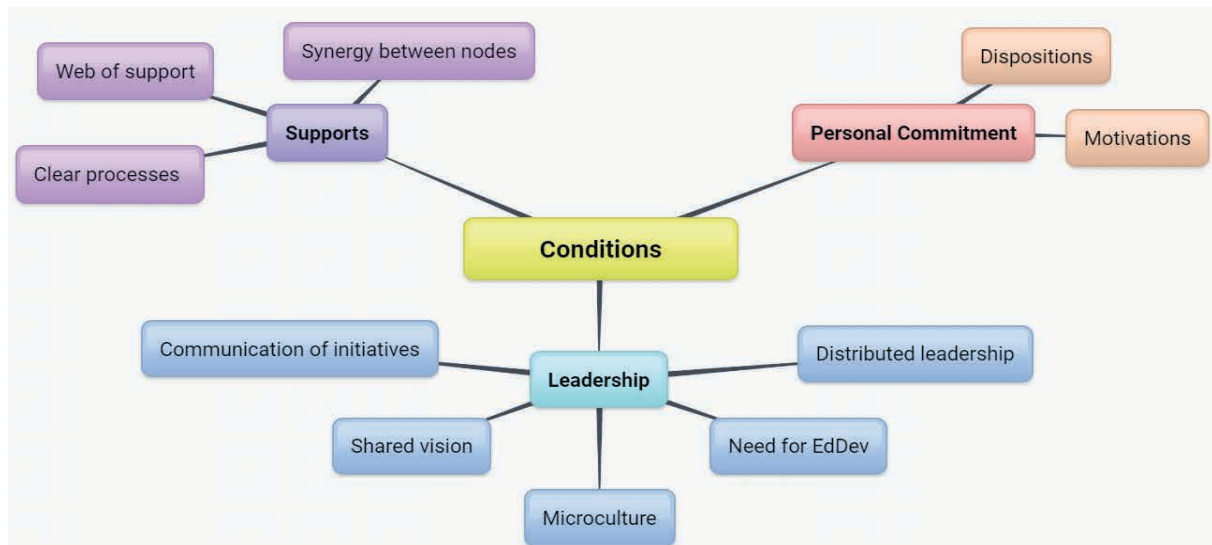 Synergy between nodes
Web of support
Supports
Clear processes
Dispositions
Personal Commitment
Motivations
Conditions
Communication of initiatives
Distributed leadership
Leadership
Shared vision
Need for EdDev
Microculture